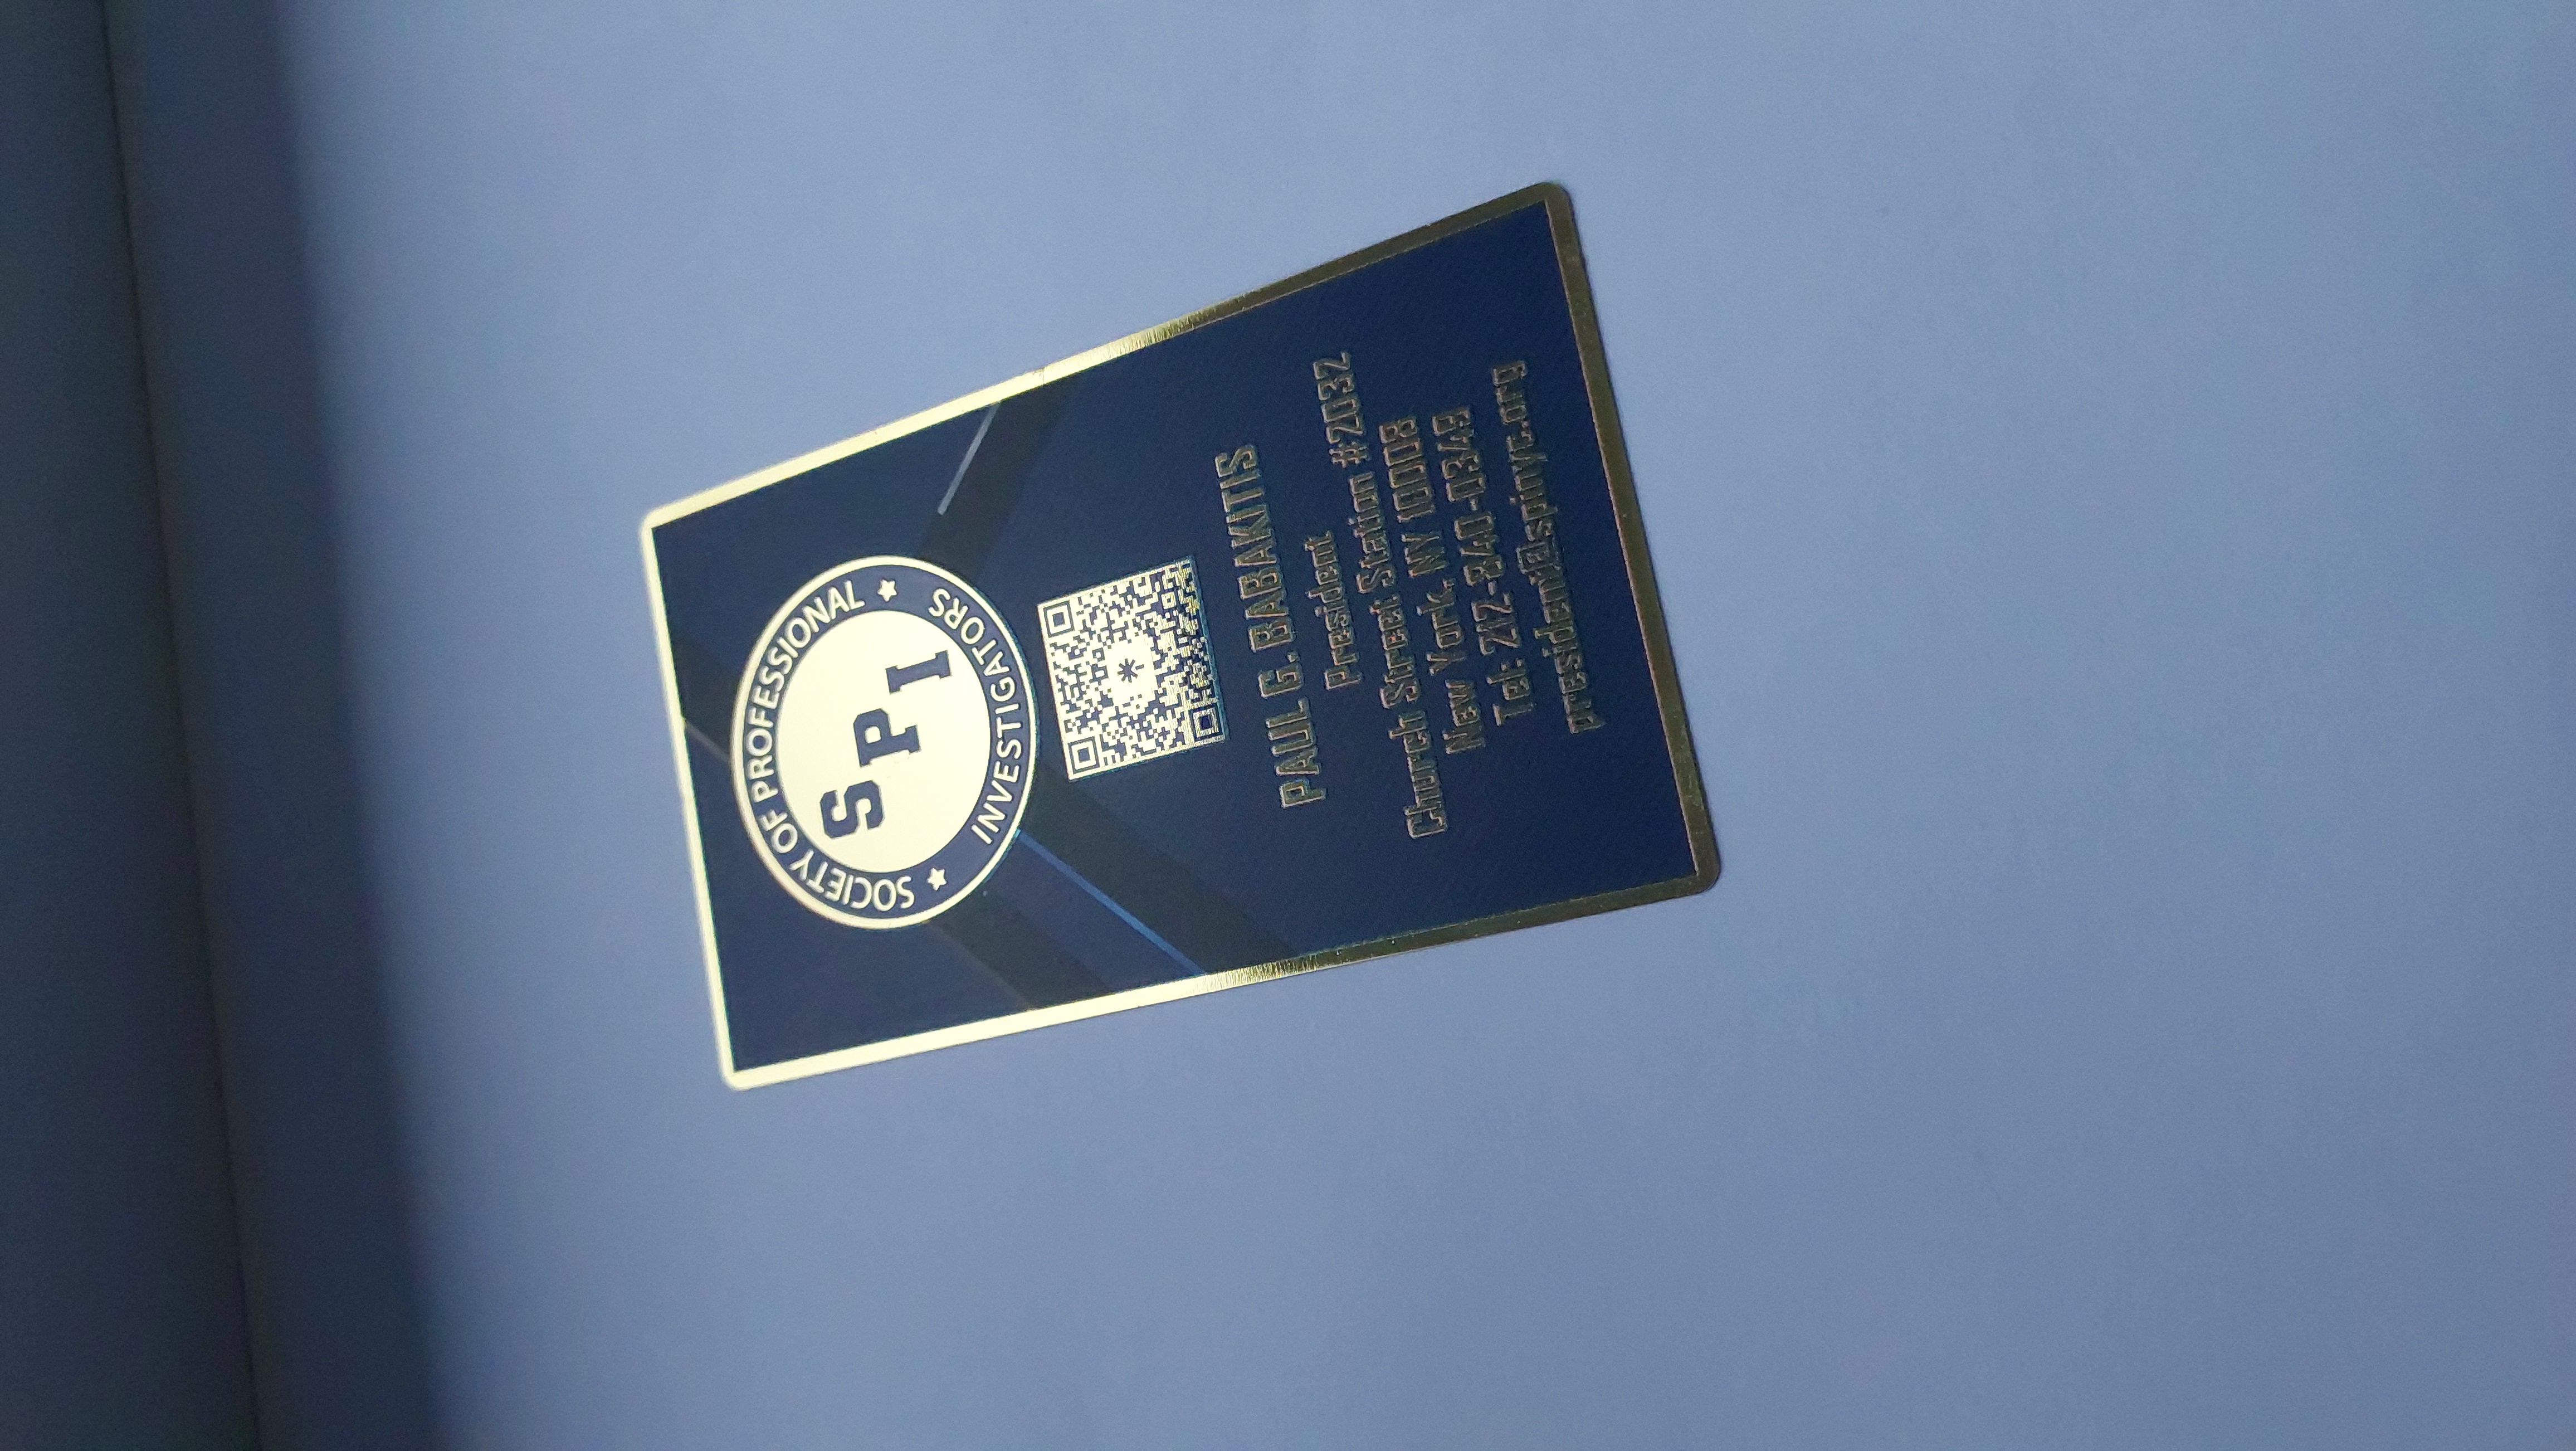 SOCIETY OF PROFESSIONAL
INVESTIGATORS
SPI
PAUL G. BABAKITIS
President
Church Street Station #2032
New York, NY 10008
Tel: 212-840-0349
president@spinyc.org